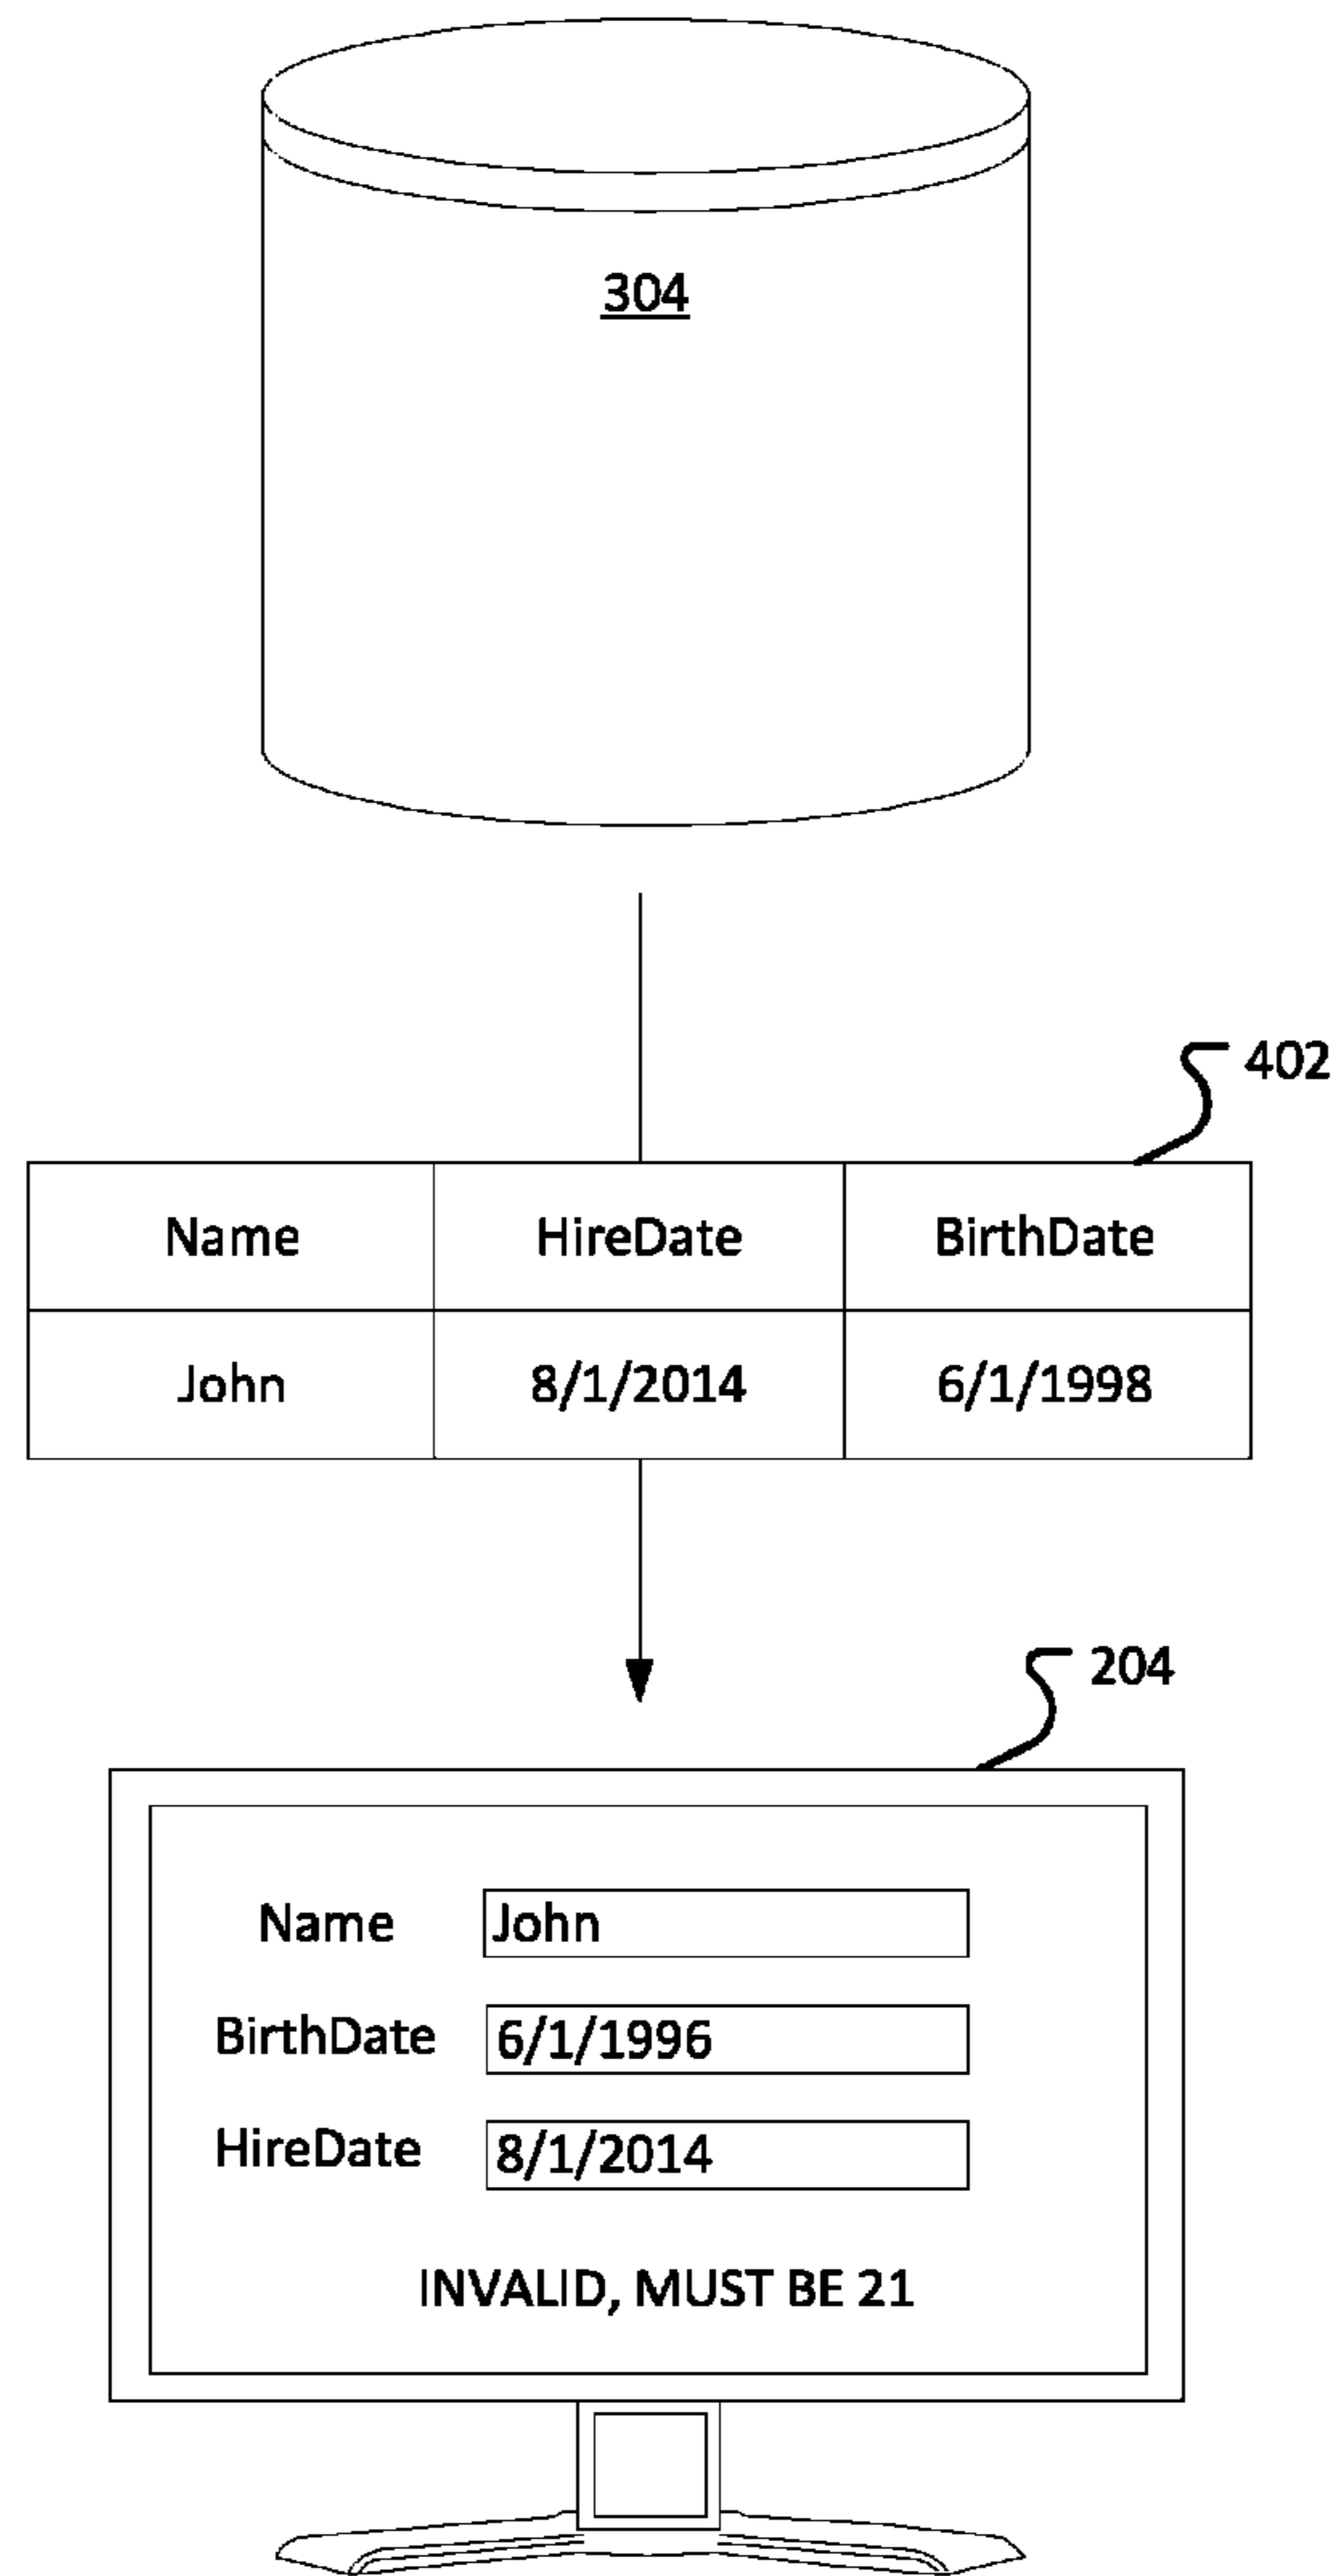 304
402
Name HireDate BirthDate
John 8/1/2014 6/1/1998
204
Name John
BirthDate 6/1/1996
HireDate 8/1/2014
INVALID, MUST BE 21